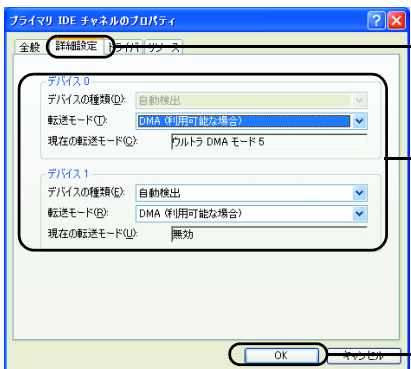 プライマリ IDE チャネルのプロパティ
全般 詳細設定 ドライバ リソース
デバイス 0
デバイスの種類(D): 自動検出
転送モード(T): DMA (利用可能な場合)
現在の転送モード(C): ウルトラ DMA モード 5
デバイス 1
デバイスの種類(E): 自動検出
転送モード(R): DMA (利用可能な場合)
現在の転送モード(U): 無効
OK キャンセル